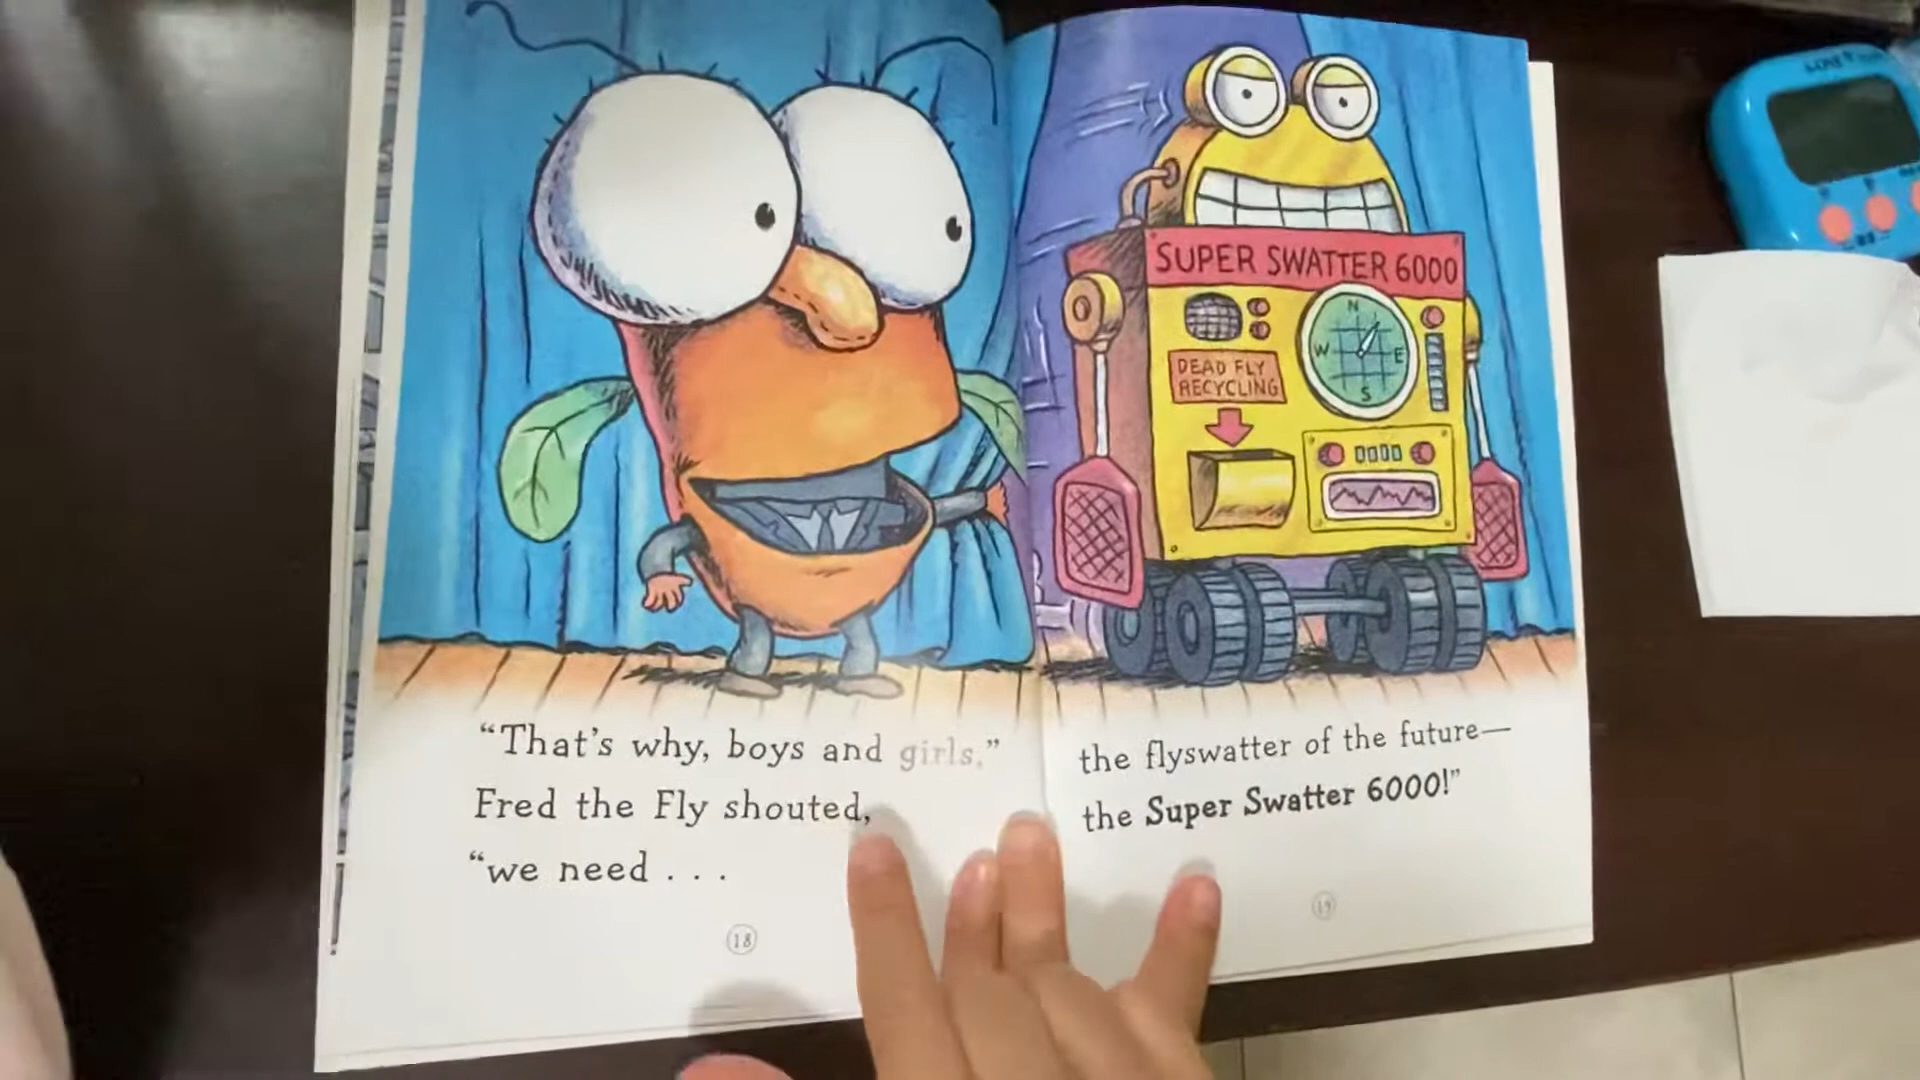 “That’s why, boys and girls,”
Fred the Fly shouted,
“we need . . .
18
SUPER SWATTER 6000
N
W E
S
DEAD FLY
RECYCLING
the flyswatter of the future—
the Super Swatter 6000!”
19